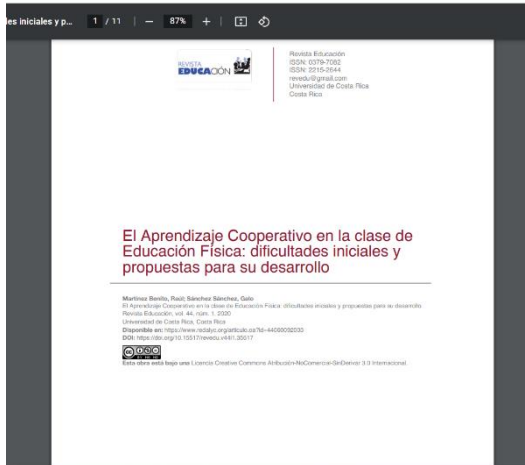 les iniciales y p... 1 / 11 | — 87% + |
REVISTA
EDUCACIÓN
Revista Educación
ISSN: 0379-7082
ISSN: 2215-2644
revedu@gmail.com
Universidad de Costa Rica
Costa Rica
El Aprendizaje Cooperativo en la clase de
Educación Física: dificultades iniciales y
propuestas para su desarrollo
Martínez Benito, Raúl; Sánchez Sánchez, Galo
El Aprendizaje Cooperativo en la clase de Educación Física: dificultades iniciales y propuestas para su desarrollo
Revista Educación, vol. 44, núm. 1, 2020
Universidad de Costa Rica, Costa Rica
Disponible en: https://www.redalyc.org/articulo.oa?id=44060092030
DOI: https://doi.org/10.15517/revedu.v44i1.35017
Esta obra está bajo una Licencia Creative Commons Atribución-NoComercial-SinDerivar 3.0 Internacional.